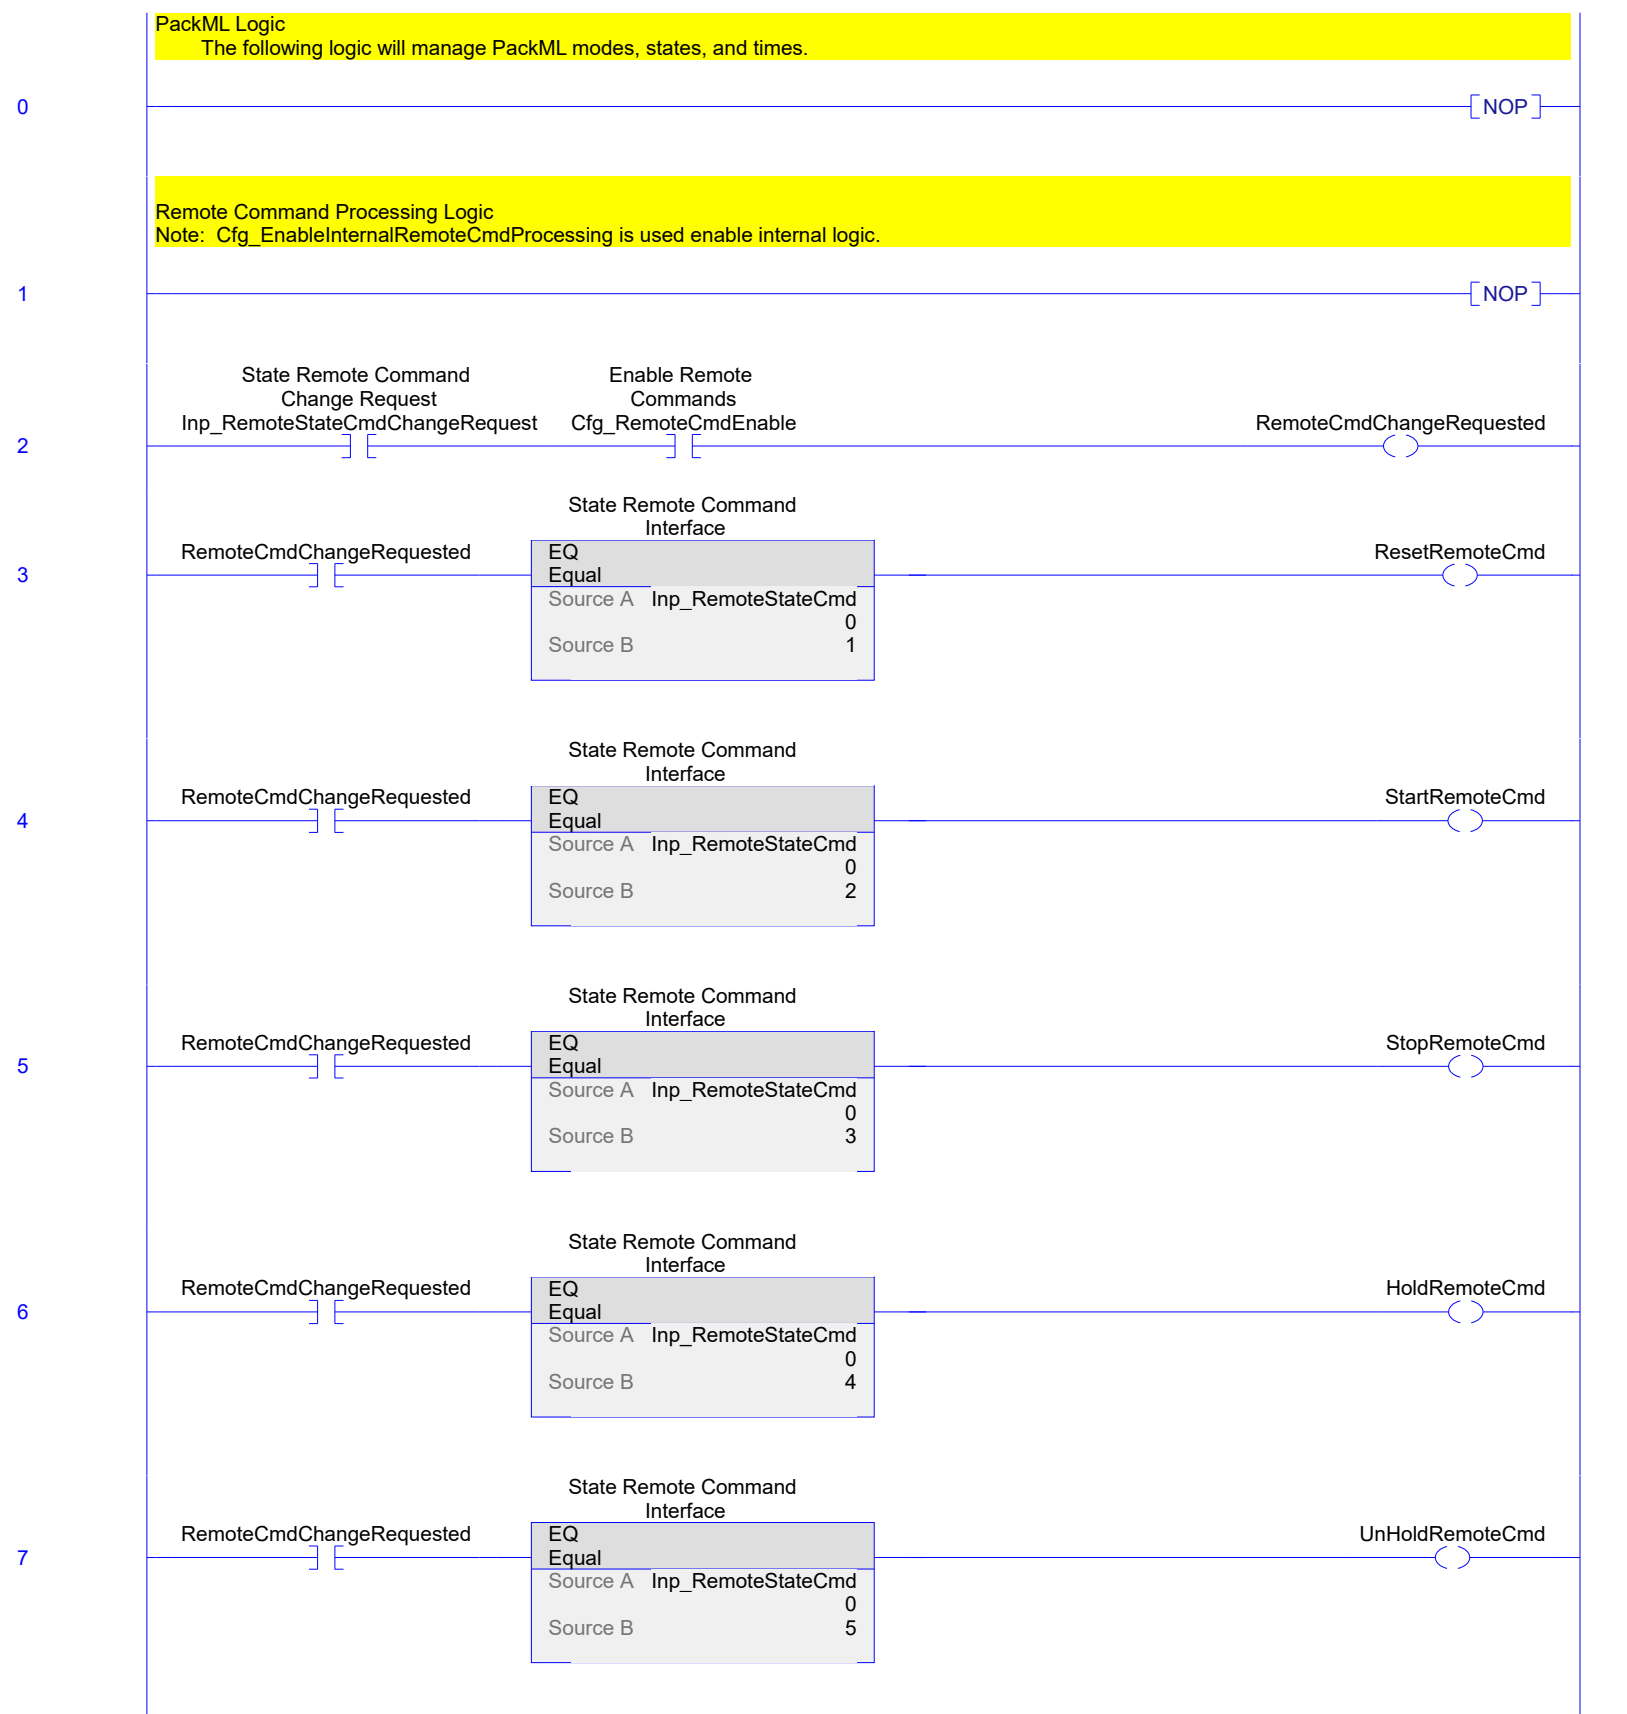 PackML Logic
The following logic will manage PackML modes, states, and times.
0
NOP
Remote Command Processing Logic
Note:  Cfg_EnableInternalRemoteCmdProcessing is used enable internal logic.
1
NOP
State Remote Command
Change Request
Inp_RemoteStateCmdChangeRequest
Enable Remote
Commands
Cfg_RemoteCmdEnable
RemoteCmdChangeRequested
2
State Remote Command
Interface
RemoteCmdChangeRequested
EQ
Equal
Source A Inp_RemoteStateCmd
0
Source B 1
ResetRemoteCmd
3
State Remote Command
Interface
RemoteCmdChangeRequested
EQ
Equal
Source A Inp_RemoteStateCmd
0
Source B 2
StartRemoteCmd
4
State Remote Command
Interface
RemoteCmdChangeRequested
EQ
Equal
Source A Inp_RemoteStateCmd
0
Source B 3
StopRemoteCmd
5
State Remote Command
Interface
RemoteCmdChangeRequested
EQ
Equal
Source A Inp_RemoteStateCmd
0
Source B 4
HoldRemoteCmd
6
State Remote Command
Interface
RemoteCmdChangeRequested
EQ
Equal
Source A Inp_RemoteStateCmd
0
Source B 5
UnHoldRemoteCmd
7